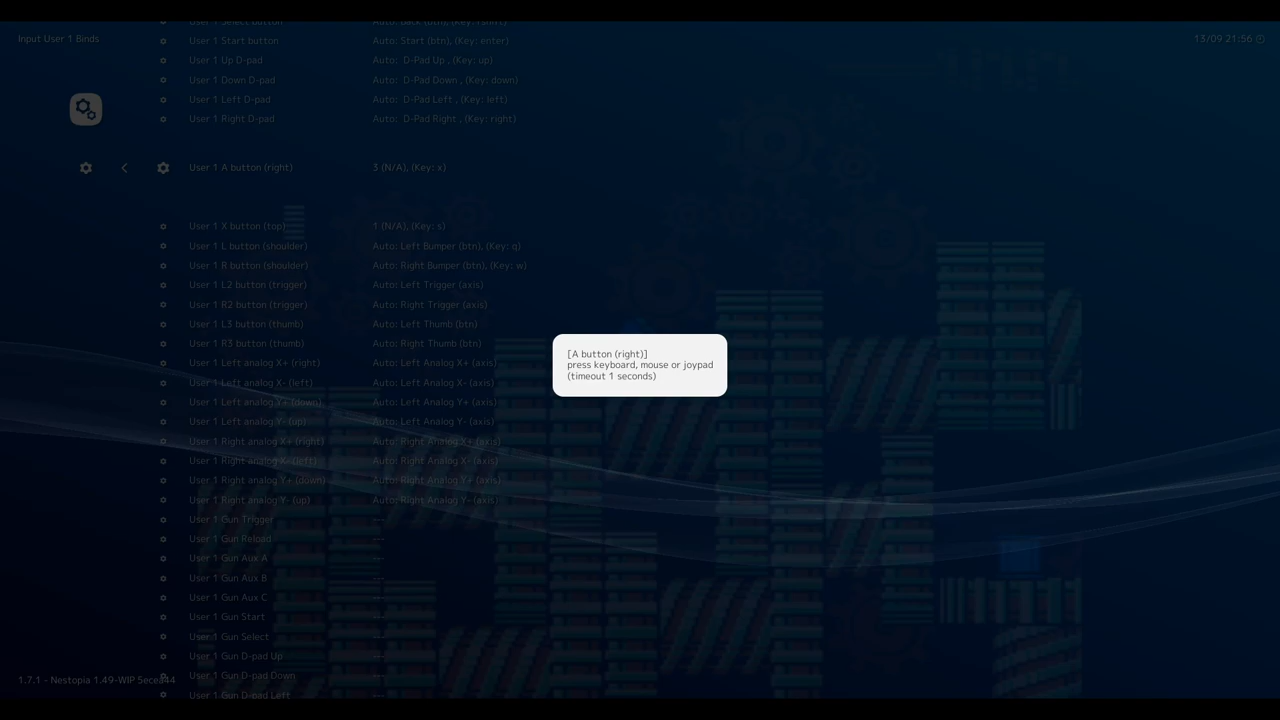 User 1 Select button Auto: Back (btn), (Key: rshift)
Input User 1 Binds
13/09 21:56
User 1 Start button Auto: Start (btn), (Key: enter)
User 1 Up D-pad Auto: D-Pad Up , (Key: up)
User 1 Down D-pad Auto: D-Pad Down , (Key: down)
User 1 Left D-pad Auto: D-Pad Left , (Key: left)
User 1 Right D-pad Auto: D-Pad Right , (Key: right)
User 1 A button (right) 3 (N/A), (Key: x)
User 1 X button (top) 1 (N/A), (Key: s)
User 1 L button (shoulder) Auto: Left Bumper (btn), (Key: q)
User 1 R button (shoulder) Auto: Right Bumper (btn), (Key: w)
User 1 L2 button (trigger) Auto: Left Trigger (axis)
User 1 R2 button (trigger) Auto: Right Trigger (axis)
User 1 L3 button (thumb) Auto: Left Thumb (btn)
User 1 R3 button (thumb) Auto: Right Thumb (btn)
User 1 Left analog X+ (right) Auto: Left Analog X+ (axis)
User 1 Left analog X- (left) Auto: Left Analog X- (axis)
User 1 Left analog Y+ (down) Auto: Left Analog Y+ (axis)
User 1 Left analog Y- (up) Auto: Left Analog Y- (axis)
User 1 Right analog X+ (right) Auto: Right Analog X+ (axis)
User 1 Right analog X- (left) Auto: Right Analog X- (axis)
User 1 Right analog Y+ (down) Auto: Right Analog Y+ (axis)
User 1 Right analog Y- (up) Auto: Right Analog Y- (axis)
User 1 Gun Trigger ---
User 1 Gun Reload ---
User 1 Gun Aux A ---
User 1 Gun Aux B ---
User 1 Gun Aux C ---
User 1 Gun Start ---
User 1 Gun Select ---
User 1 Gun D-pad Up ---
User 1 Gun D-pad Down ---
User 1 Gun D-pad Left ---
[A button (right)]
press keyboard, mouse or joypad
(timeout 1 seconds)
1.7.1 - Nestopia 1.49-WIP 5ecea44